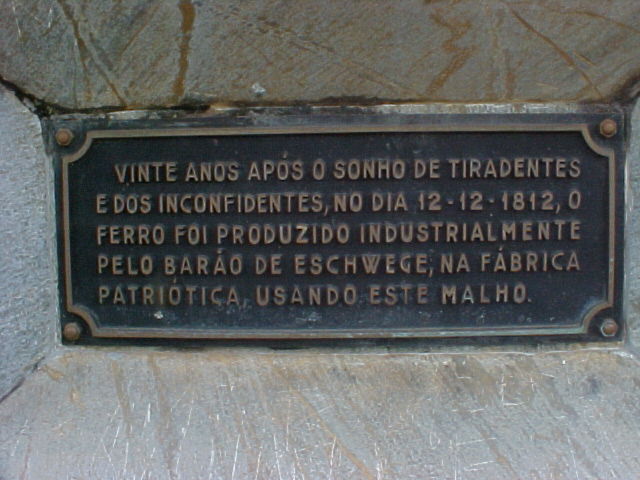 VINTE ANOS APÓS O SONHO DE TIRADENTES
E DOS INCONFIDENTES, NO DIA 12-12-1812, O
FERRO FOI PRODUZIDO INDUSTRIALMENTE
PELO BARÃO DE ESCHWEGE, NA FÁBRICA
PATRIÓTICA, USANDO ESTE MALHO.